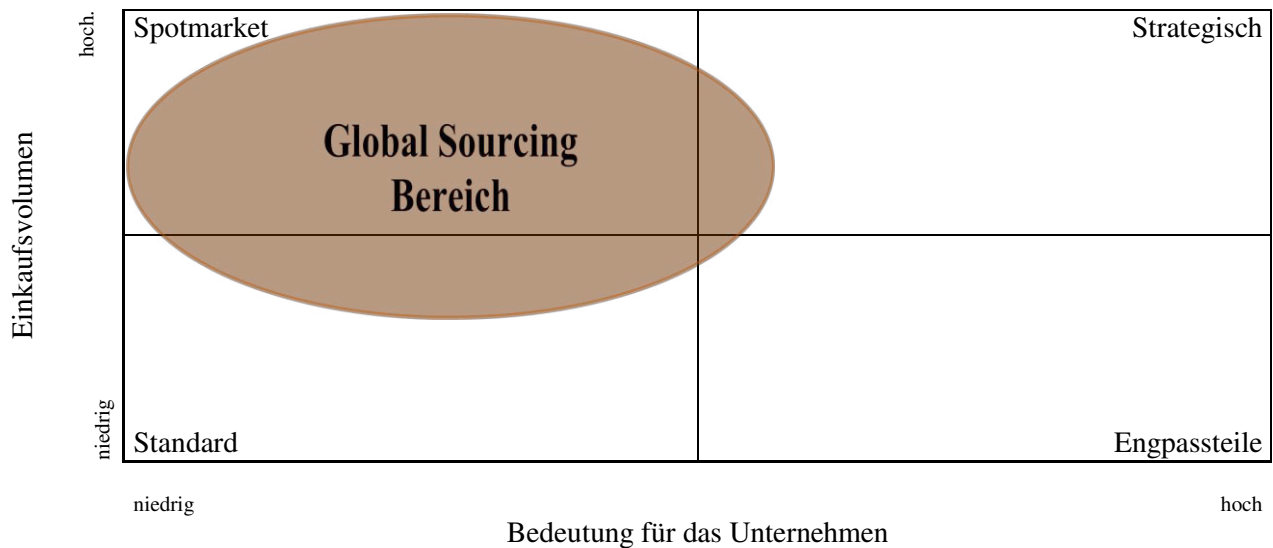 hoch.
Spotmarket
Strategisch
Global Sourcing
Bereich
Einkaufsvolumen
niedrig
Standard
Engpassteile
niedrig
hoch
Bedeutung für das Unternehmen